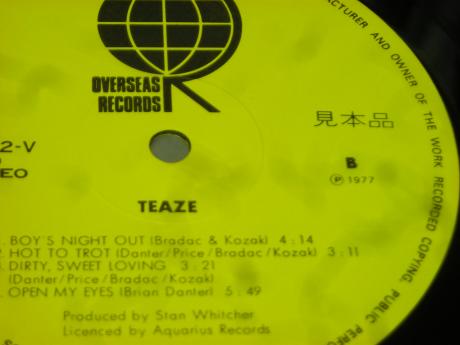 OVERSEAS
RECORDS
R
見本品
2-V
EO
B
Ⓟ 1977
TEAZE
. BOY'S NIGHT OUT (Bradac & Kozak) 4:14
. HOT TO TROT (Danter/Price/Bradac/Kozak) 3:11
. DIRTY, SWEET LOVING 3:21
(Danter/Price/Bradac/Kozak)
. OPEN MY EYES (Brian Danter) 5:49
Produced by Stan Whitcher
Licenced by Aquarius Records
FACTURER AND OWNER OF THE WORK RECORDED COPYING, PUBLIC PERF